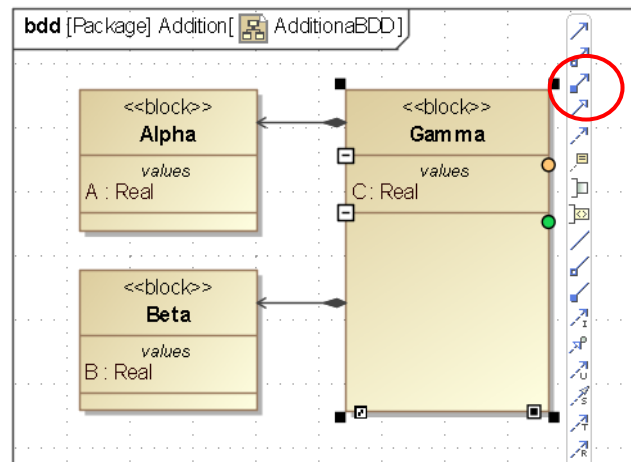 bdd [Package] Addition[ AdditionaBDD]
<<block>>
Alpha
values
A : Real
<<block>>
Gamma
values
C : Real
<<block>>
Beta
values
B : Real
I
P
U
S
T
R